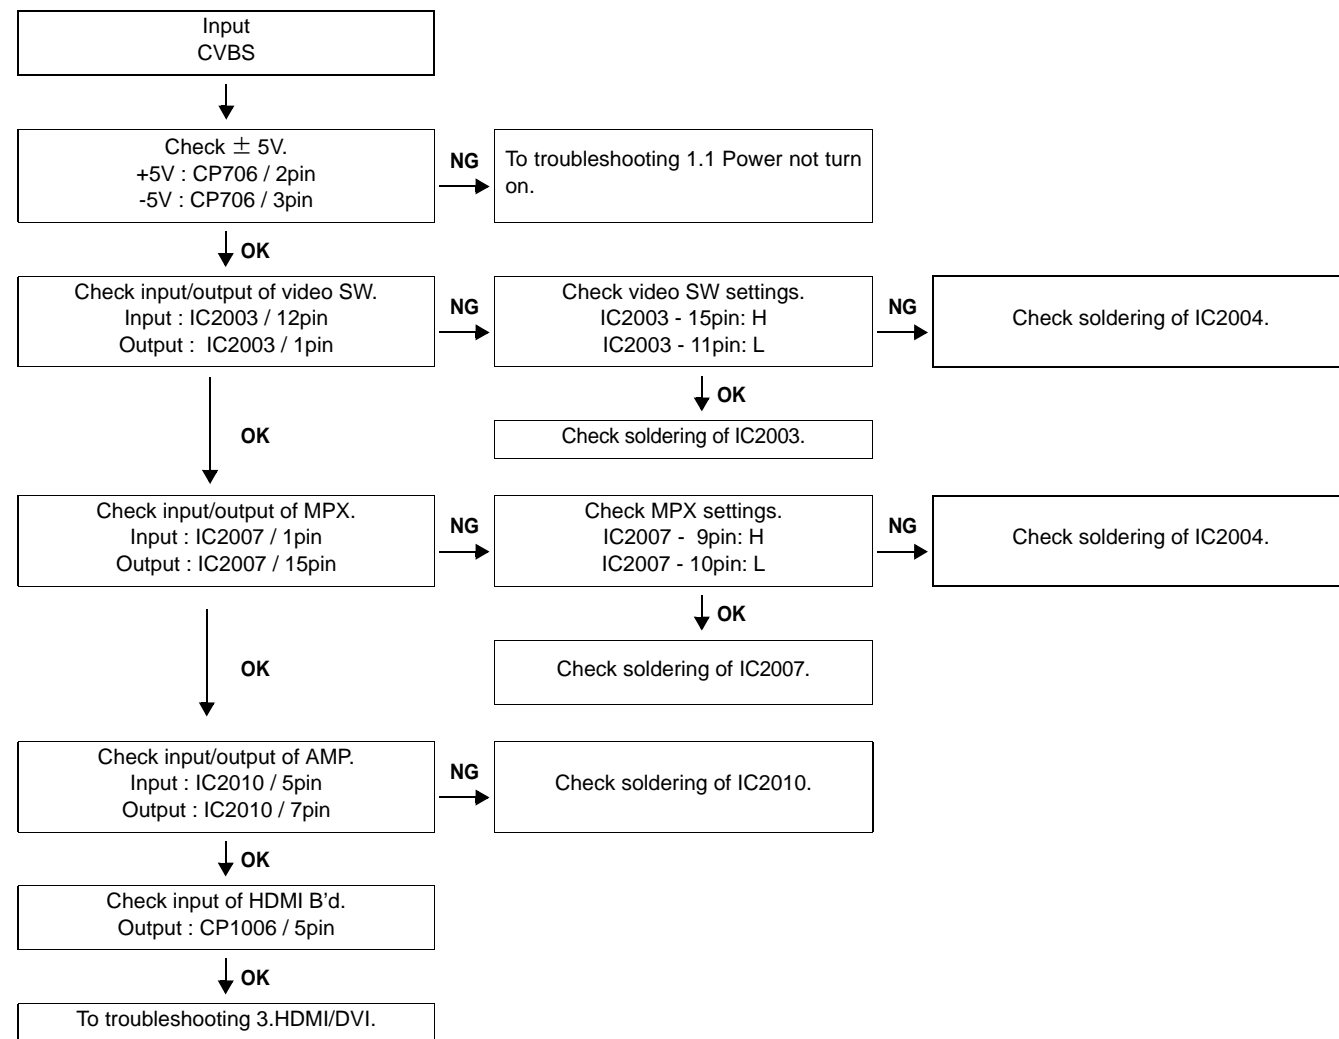 Input
CVBS
Check ± 5V.
+5V : CP706 / 2pin
-5V : CP706 / 3pin
NG
To troubleshooting 1.1 Power not turn
on.
OK
Check input/output of video SW.
Input : IC2003 / 12pin
Output :  IC2003 / 1pin
NG
Check video SW settings.
IC2003 - 15pin: H
IC2003 - 11pin: L
NG
Check soldering of IC2004.
OK
Check soldering of IC2003.
OK
Check input/output of MPX.
Input : IC2007 / 1pin
Output : IC2007 / 15pin
NG
Check MPX settings.
IC2007 -  9pin: H
IC2007 - 10pin: L
NG
Check soldering of IC2004.
OK
Check soldering of IC2007.
OK
Check input/output of AMP.
Input : IC2010 / 5pin
Output : IC2010 / 7pin
NG
Check soldering of IC2010.
OK
Check input of HDMI B’d.
Output : CP1006 / 5pin
OK
To troubleshooting 3.HDMI/DVI.